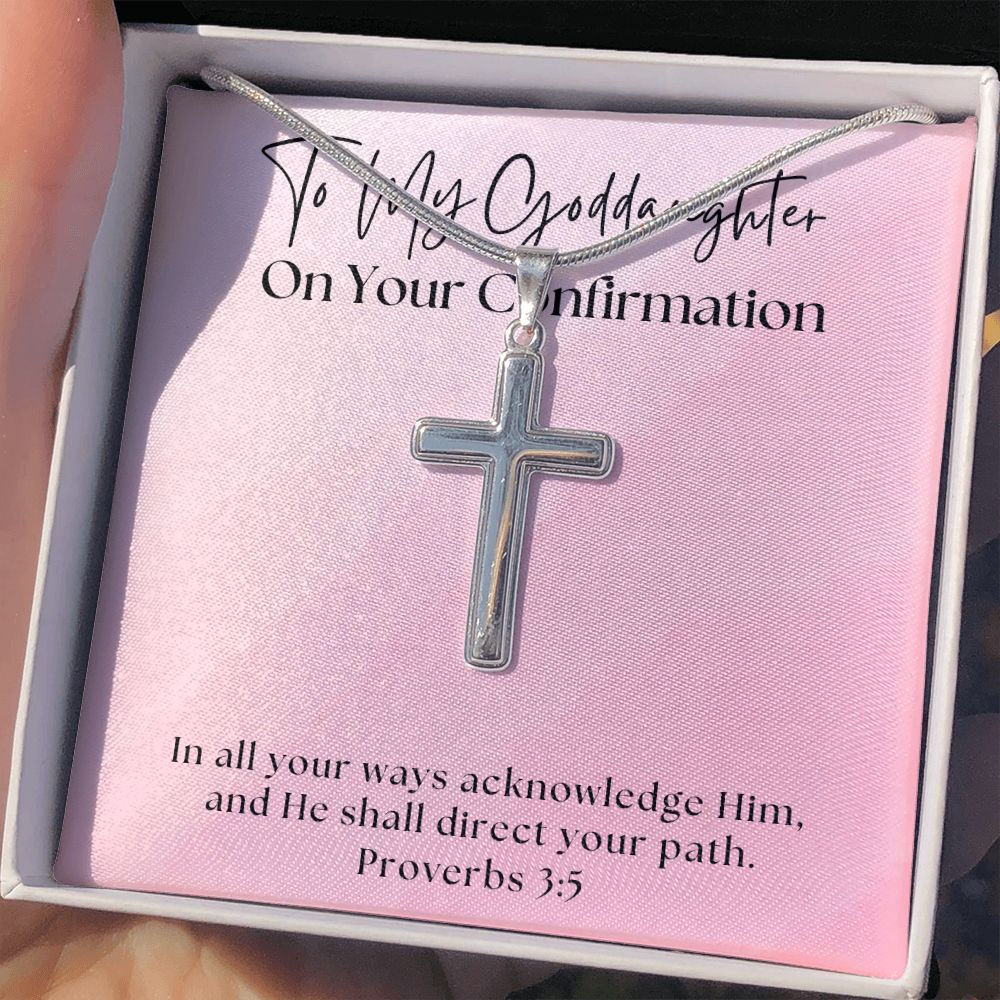 To My Goddaughter
On Your Confirmation
In all your ways acknowledge Him,
and He shall direct your path.
Proverbs 3:5